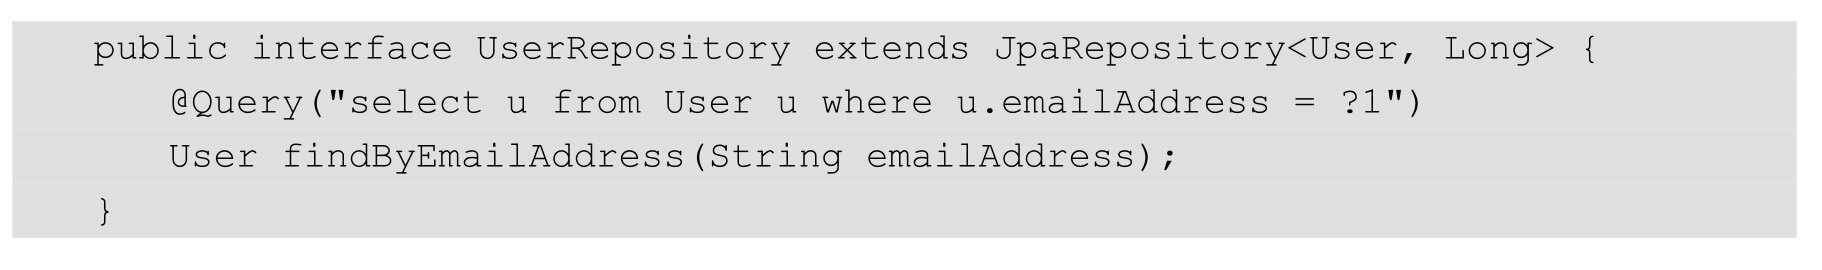 public interface UserRepository extends JpaRepository<User, Long> {
@Query("select u from User u where u.emailAddress = ?1")
User findByEmailAddress(String emailAddress);
}